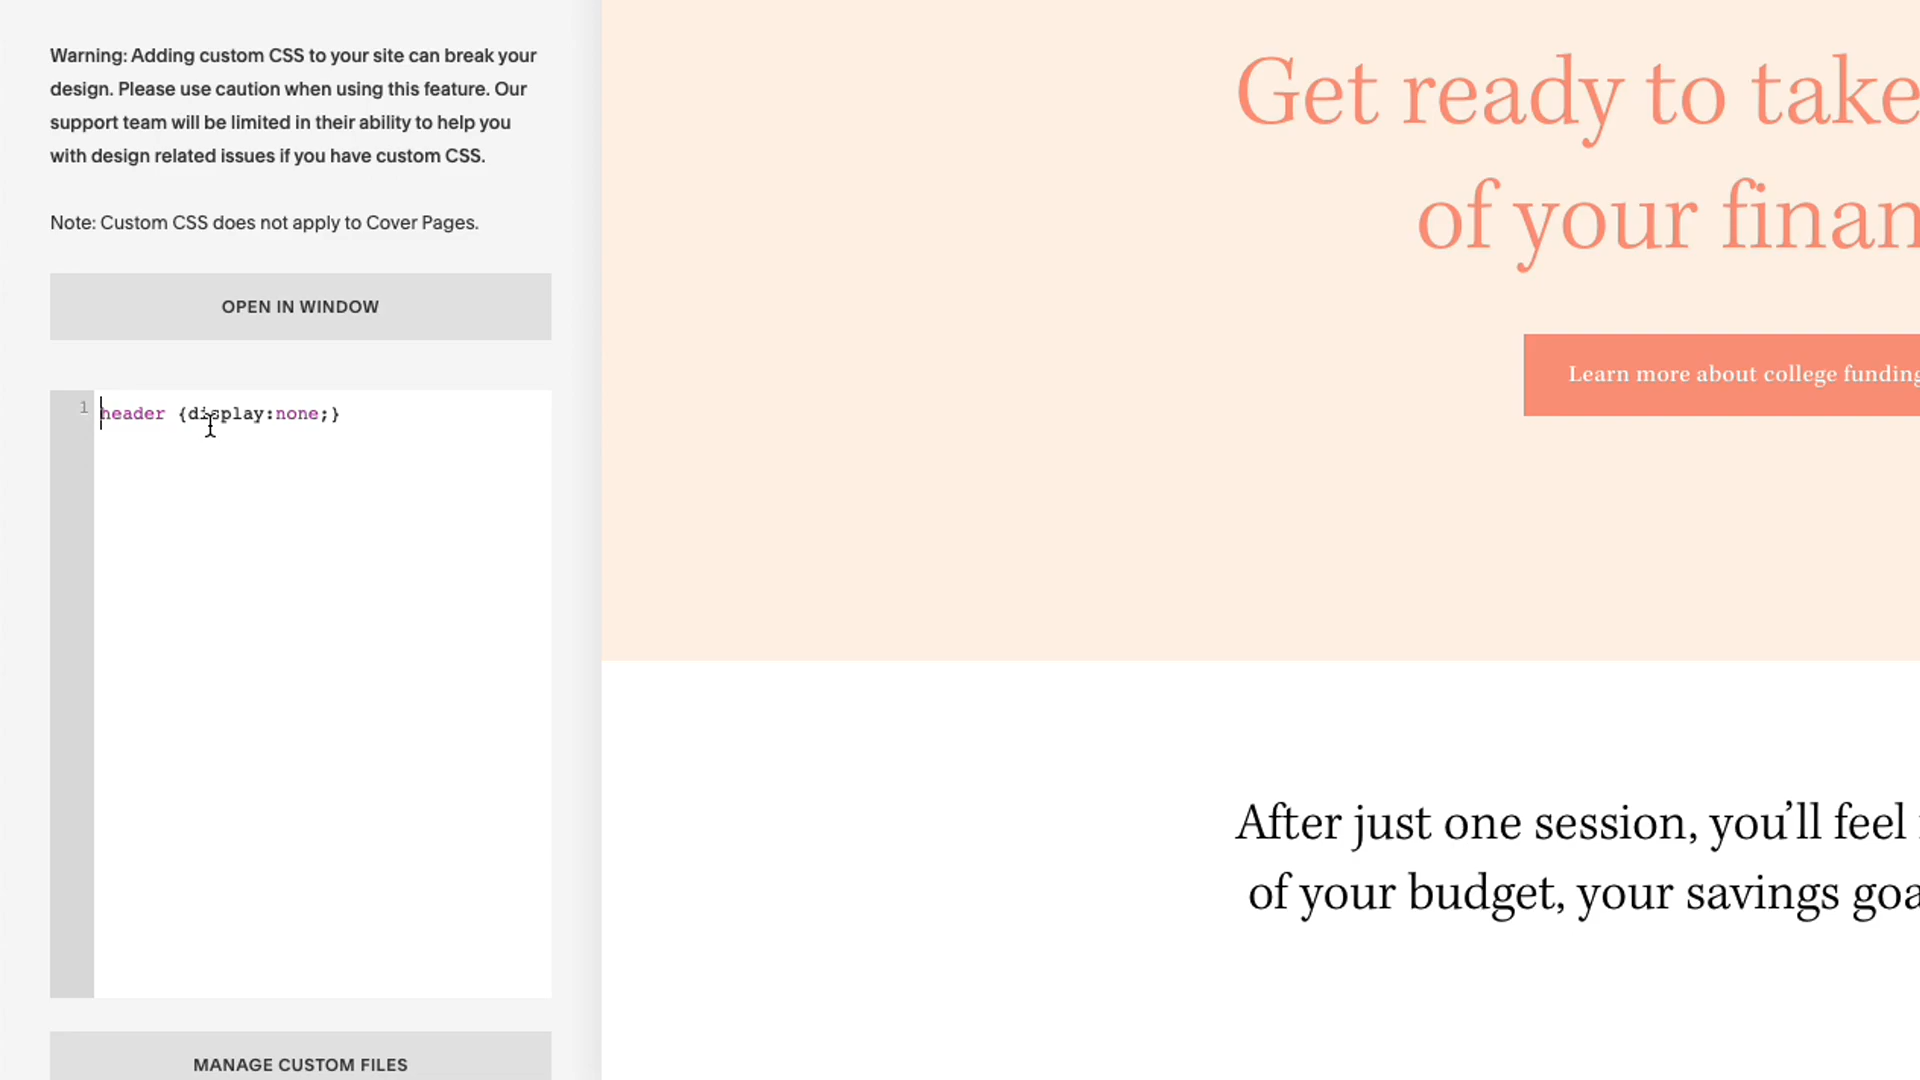 Warning: Adding custom CSS to your site can break your
design. Please use caution when using this feature. Our
support team will be limited in their ability to help you
with design related issues if you have custom CSS.
Note: Custom CSS does not apply to Cover Pages.
OPEN IN WINDOW
1
header {display:none;}
MANAGE CUSTOM FILES
Get ready to take
of your finan
Learn more about college funding
After just one session, you’ll feel
of your budget, your savings goa